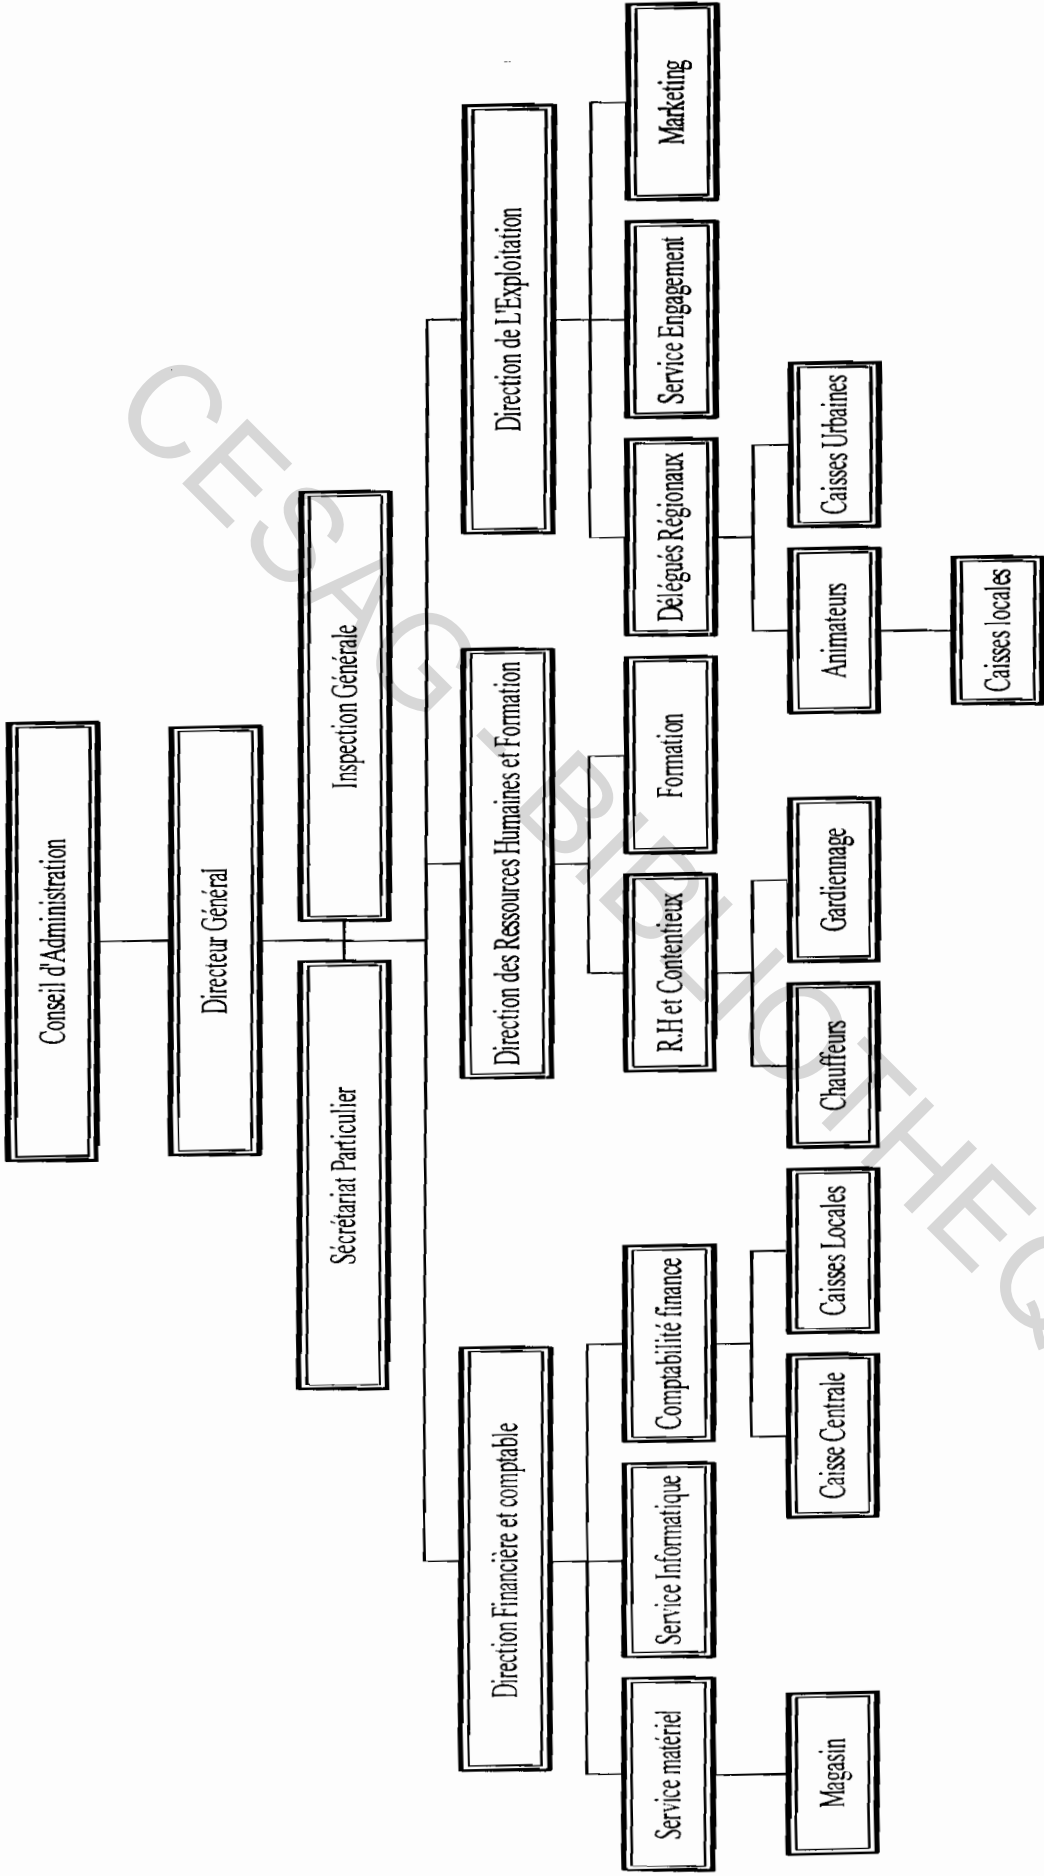 Conseil d'Administration
Directeur Général
Sécrétariat Particulier
Inspection Générale
Direction Financière et comptable
Direction des Ressources Humaines et Formation
Direction de L'Exploitation
Service matériel
Service Informatique
Comptabilité finance
R.H et Contentieux
Formation
Délégués Régionaux
Service Engagement
Marketing
Magasin
Caisse Centrale
Caisses Locales
Chauffeurs
Gardiennage
Animateurs
Caisses Urbaines
Caisses locales
CESAG - BIBLIOTHEQ